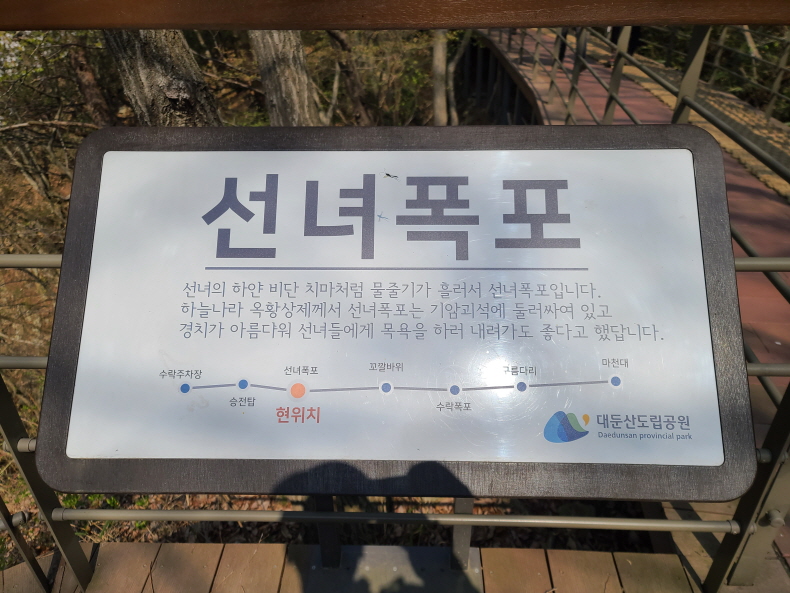 선녀폭포
선녀의 하얀 비단 치마처럼 물줄기가 흘러서 선녀폭포입니다.
하늘나라 옥황상제께서 선녀폭포는 기암괴석에 둘러싸여 있고
경치가 아름다워 선녀들에게 목욕을 하러 내려가도 좋다고 했답니다.
수락주차장
승전탑
선녀폭포
현위치
꼬깔바위
수락폭포
구름다리
마천대
대둔산도립공원
Daedunsan provincial park